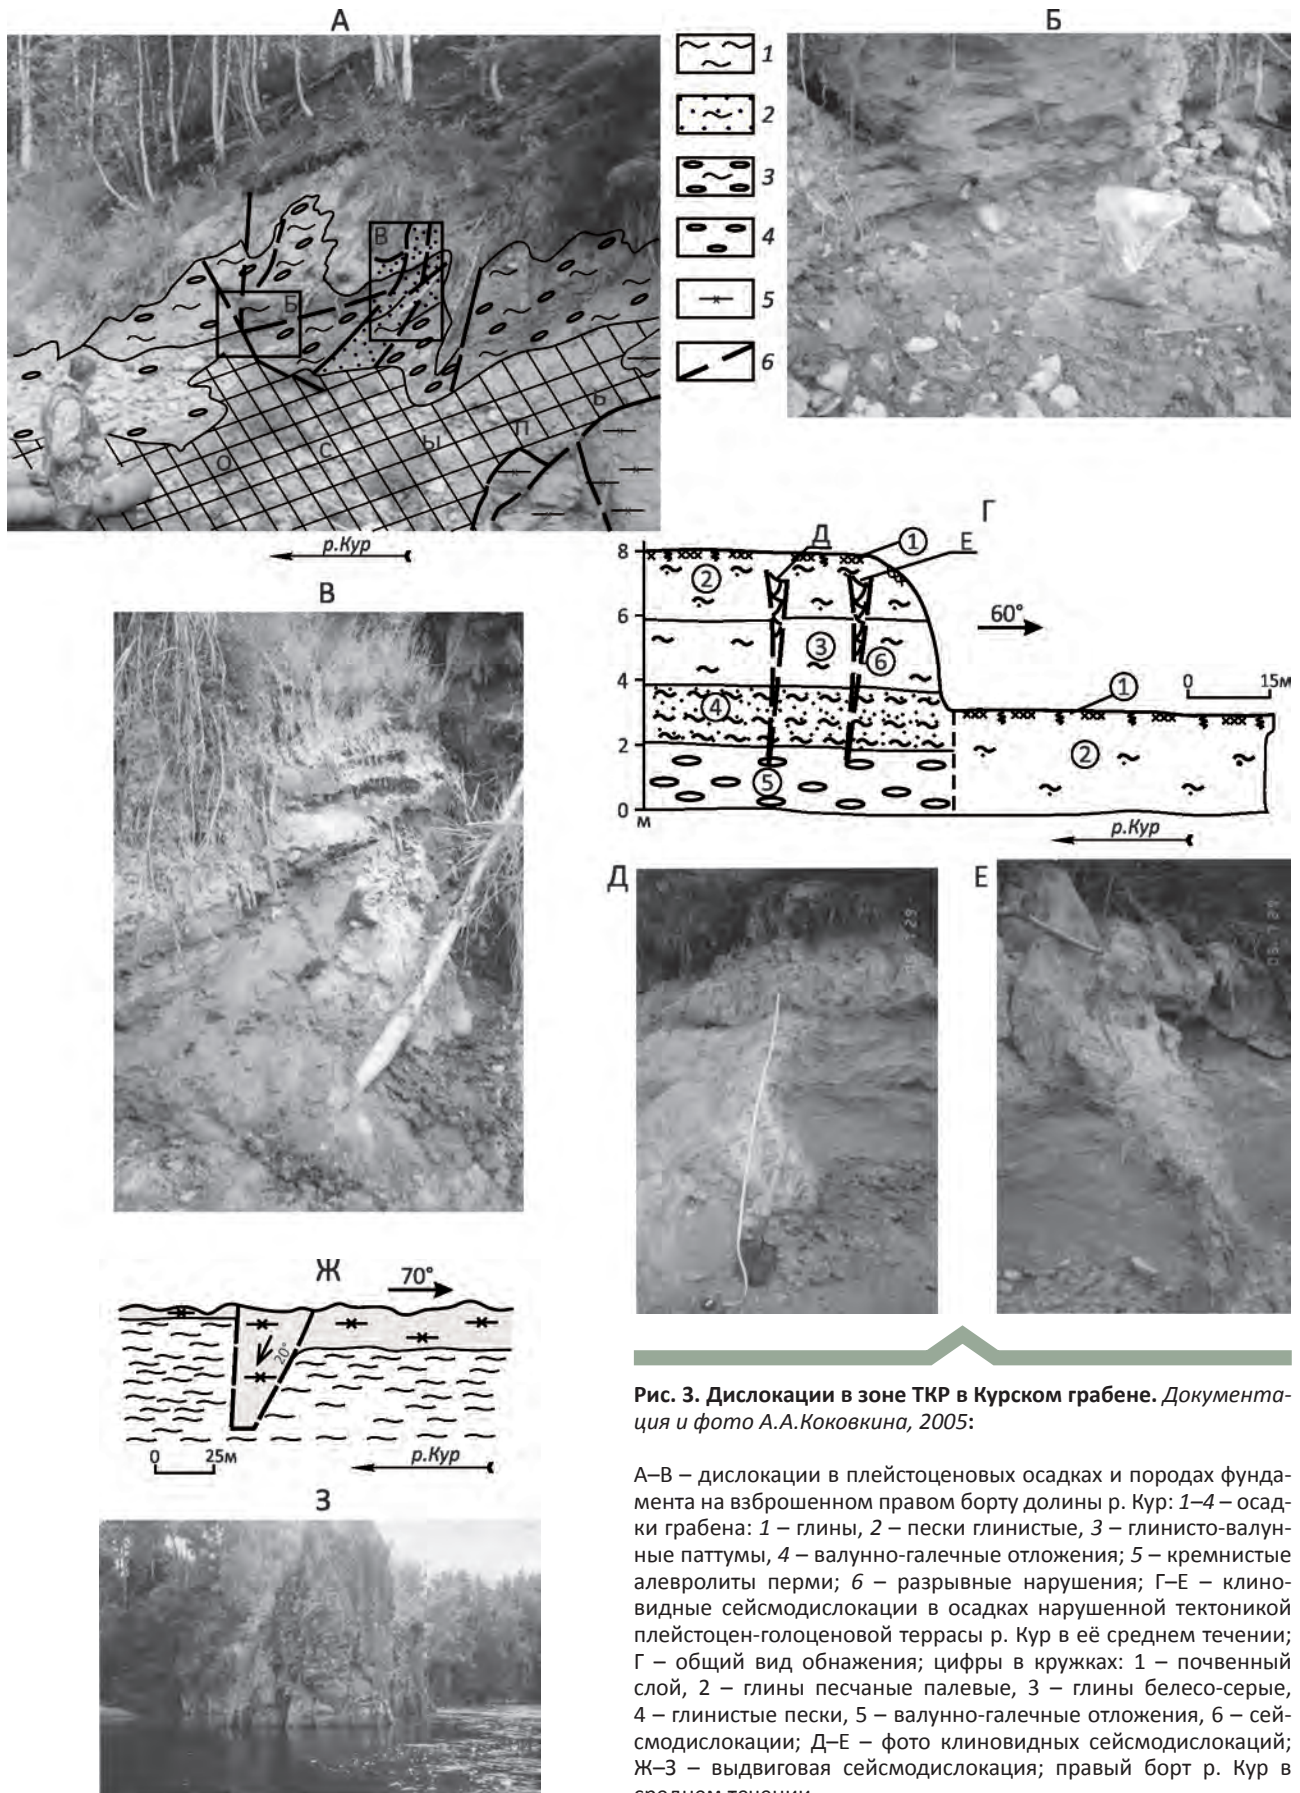 А
Б
1
2
3
4
5
6
В
Б
О С Ы П Ь
р.Кур
В
Г
8
6
4
2
0
м
Д
1
Е
2
3
6
4
5
60°
1
0 15м
2
р.Кур
Д
Е
Ж
70°
20°
0 25м
р.Кур
З
Рис. 3. Дислокации в зоне ТКР в Курском грабене. Документа-
ция и фото А.А.Коковкина, 2005:
А–В – дислокации в плейстоценовых осадках и породах фунда-
мента на взброшенном правом борту долины р. Кур: 1–4 – осад-
ки грабена: 1 – глины, 2 – пески глинистые, 3 – глинисто-валун-
ные паттумы, 4 – валунно-галечные отложения; 5 – кремнистые
алевролиты перми; 6 – разрывные нарушения; Г–Е – клино-
видные сейсмодислокации в осадках нарушенной тектоникой
плейстоцен-голоценовой террасы р. Кур в её среднем течении;
Г – общий вид обнажения; цифры в кружках: 1 – почвенный
слой, 2 – глины песчаные палевые, 3 – глины белесо-серые,
4 – глинистые пески, 5 – валунно-галечные отложения, 6 – сей-
смодислокации; Д–Е – фото клиновидных сейсмодислокаций;
Ж–З – выдвиговая сейсмодислокация; правый борт р. Кур в
среднем течении